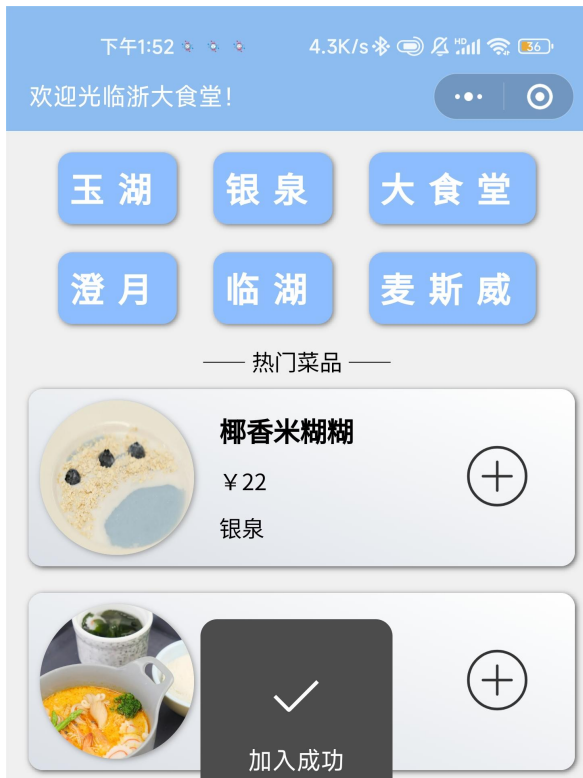 下午1:52 4.3K/s HD 36
欢迎光临浙大食堂！
玉湖 银泉 大食堂
澄月 临湖 麦斯威
热门菜品
椰香米糊糊
￥22
银泉
加入成功